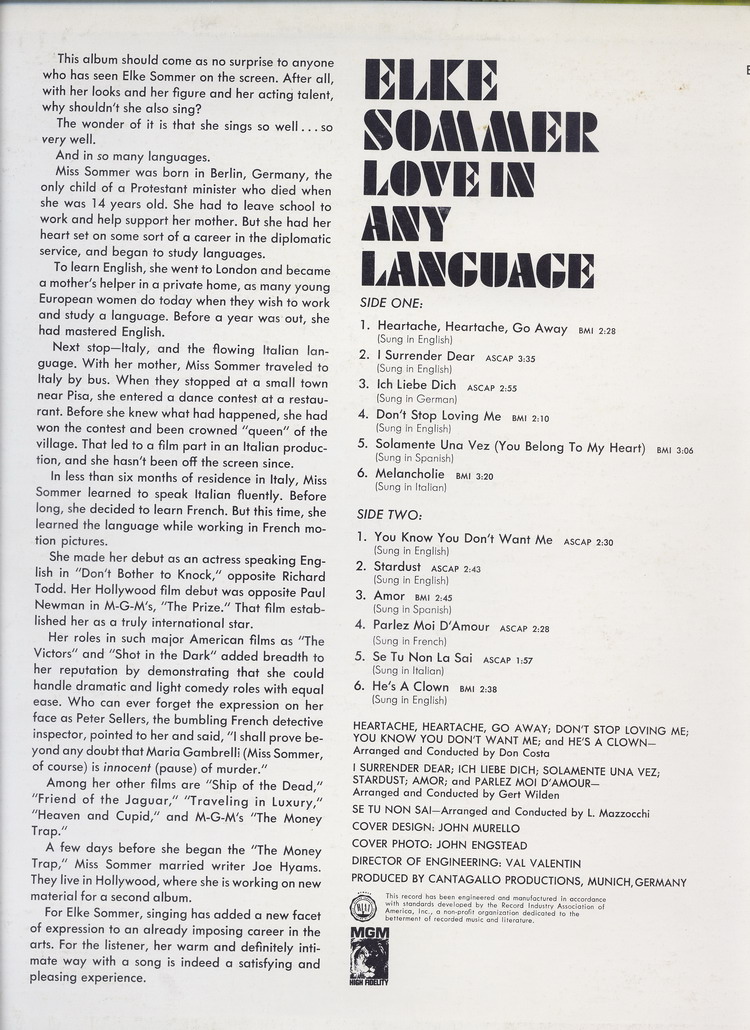 This album should come as no surprise to anyone
who has seen Elke Sommer on the screen. After all,
with her looks and her figure and her acting talent,
why shouldn't she also sing?
The wonder of it is that she sings so well . . . so
very well.
And in so many languages.
Miss Sommer was born in Berlin, Germany, the
only child of a Protestant minister who died when
she was 14 years old. She had to leave school to
work and help support her mother. But she had her
heart set on some sort of a career in the diplomatic
service, and began to study languages.
To learn English, she went to London and became
a mother's helper in a private home, as many young
European women do today when they wish to work
and study a language. Before a year was out, she
had mastered English.
Next stop—Italy, and the flowing Italian lan-
guage. With her mother, Miss Sommer traveled to
Italy by bus. When they stopped at a small town
near Pisa, she entered a dance contest at a restau-
rant. Before she knew what had happened, she had
won the contest and been crowned "queen" of the
village. That led to a film part in an Italian produc-
tion, and she hasn't been off the screen since.
In less than six months of residence in Italy, Miss
Sommer learned to speak Italian fluently. Before
long, she decided to learn French. But this time, she
learned the language while working in French mo-
tion pictures.
She made her debut as an actress speaking Eng-
lish in "Don't Bother to Knock," opposite Richard
Todd. Her Hollywood film debut was opposite Paul
Newman in M-G-M's, "The Prize." That film estab-
lished her as a truly international star.
Her roles in such major American films as "The
Victors" and "Shot in the Dark" added breadth to
her reputation by demonstrating that she could
handle dramatic and light comedy roles with equal
ease. Who can ever forget the expression on her
face as Peter Sellers, the bumbling French detective
inspector, pointed to her and said, "I shall prove be-
yond any doubt that Maria Gambrelli (Miss Sommer,
of course) is innocent (pause) of murder."
Among her other films are "Ship of the Dead,"
"Friend of the Jaguar," "Traveling in Luxury,"
"Heaven and Cupid," and M-G-M's "The Money
Trap."
A few days before she began the "The Money
Trap," Miss Sommer married writer Joe Hyams.
They live in Hollywood, where she is working on new
material for a second album.
For Elke Sommer, singing has added a new facet
of expression to an already imposing career in the
arts. For the listener, her warm and definitely inti-
mate way with a song is indeed a satisfying and
pleasing experience.
ELKE
SOMMER
LOVE IN
ANY
LANGUAGE
SIDE ONE:
1. Heartache, Heartache, Go Away BMI 2:28
(Sung in English)
2. I Surrender Dear ASCAP 3:35
(Sung in English)
3. Ich Liebe Dich ASCAP 2:55
(Sung in German)
4. Don't Stop Loving Me BMI 2:10
(Sung in English)
5. Solamente Una Vez (You Belong To My Heart) BMI 3:06
(Sung in Spanish)
6. Melancholie BMI 3:20
(Sung in Italian)
SIDE TWO:
1. You Know You Don't Want Me ASCAP 2:30
(Sung in English)
2. Stardust ASCAP 2:43
(Sung in English)
3. Amor BMI 2:45
(Sung in Spanish)
4. Parlez Moi D'Amour ASCAP 2:28
(Sung in French)
5. Se Tu Non La Sai ASCAP 1:57
(Sung in Italian)
6. He's A Clown BMI 2:38
(Sung in English)
HEARTACHE, HEARTACHE, GO AWAY; DON'T STOP LOVING ME;
YOU KNOW YOU DON'T WANT ME; and HE'S A CLOWN—
Arranged and Conducted by Don Costa
I SURRENDER DEAR; ICH LIEBE DICH; SOLAMENTE UNA VEZ;
STARDUST; AMOR; and PARLEZ MOI D'AMOUR—
Arranged and Conducted by Gert Wilden
SE TU NON SAI—Arranged and Conducted by L. Mazzocchi
COVER DESIGN: JOHN MURELLO
COVER PHOTO: JOHN ENGSTEAD
DIRECTOR OF ENGINEERING: VAL VALENTIN
PRODUCED BY CANTAGALLO PRODUCTIONS, MUNICH, GERMANY
This record has been engineered and manufactured in accordance
with standards developed by the Record Industry Association of
America, Inc., a non-profit organization dedicated to the
betterment of recorded music and literature.
MGM
HIGH FIDELITY